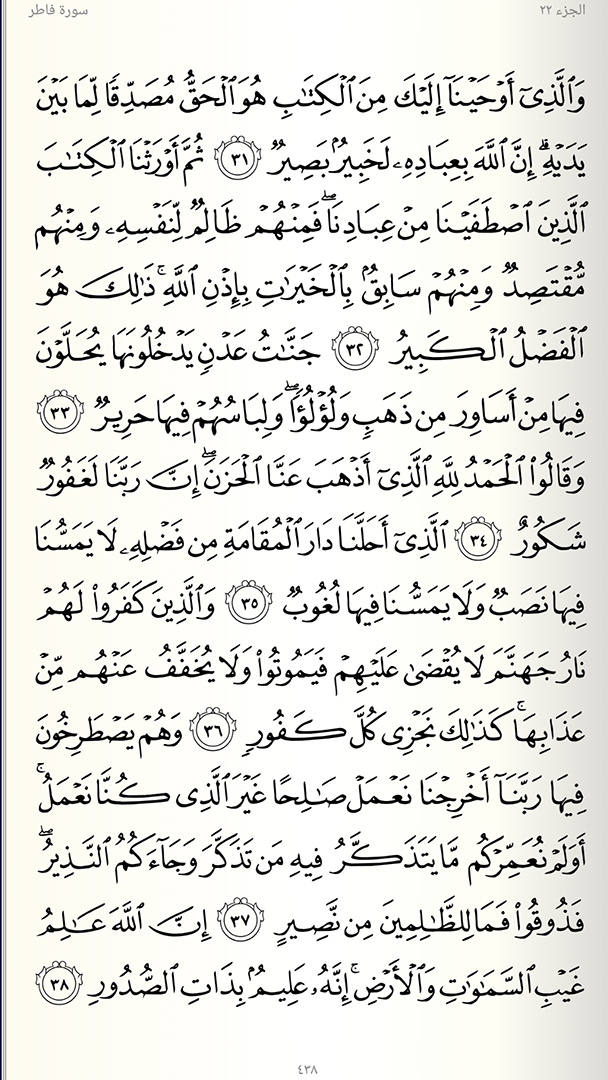 الجزء ٢٢
سورة فاطر
وَٱلَّذِىٓ أَوۡحَيۡنَآ إِلَيۡكَ مِنَ ٱلۡكِتَٰبِ هُوَ ٱلۡحَقُّ مُصَدِّقٗا لِّمَا بَيۡنَ
يَدَيۡهِۗ إِنَّ ٱللَّهَ بِعِبَادِهِۦ لَخَبِيرُۢ بَصِيرٞ ٣١ ثُمَّ أَوۡرَثۡنَا ٱلۡكِتَٰبَ
ٱلَّذِينَ ٱصۡطَفَيۡنَا مِنۡ عِبَادِنَاۖ فَمِنۡهُمۡ ظَالِمٞ لِّنَفۡسِهِۦ وَمِنۡهُم
مُّقۡتَصِدٞ وَمِنۡهُمۡ سَابِقُۢ بِٱلۡخَيۡرَٰتِ بِإِذۡنِ ٱللَّهِۚ ذَٰلِكَ هُوَ
ٱلۡفَضۡلُ ٱلۡكَبِيرُ ٣٢ جَنَّٰتُ عَدۡنٖ يَدۡخُلُونَهَا يُحَلَّوۡنَ
فِيهَا مِنۡ أَسَاوِرَ مِن ذَهَبٖ وَلُؤۡلُؤٗاۖ وَلِبَاسُهُمۡ فِيهَا حَرِيرٞ ٣٣
وَقَالُواْ ٱلۡحَمۡدُ لِلَّهِ ٱلَّذِىٓ أَذۡهَبَ عَنَّا ٱلۡحَزَنَۖ إِنَّ رَبَّنَا لَغَفُورٞ
شَكُورٌ ٣٤ ٱلَّذِىٓ أَحَلَّنَا دَارَ ٱلۡمُقَامَةِ مِن فَضۡلِهِۦ لَا يَمَسُّنَا
فِيهَا نَصَبٞ وَلَا يَمَسُّنَا فِيهَا لُغُوبٞ ٣٥ وَٱلَّذِينَ كَفَرُواْ لَهُمۡ
نَارُ جَهَنَّمَ لَا يُقۡضَىٰ عَلَيۡهِمۡ فَيَمُوتُواْ وَلَا يُخَفَّفُ عَنۡهُم مِّنۡ
عَذَابِهَاۚ كَذَٰلِكَ نَجۡزِى كُلَّ كَفُورٖ ٣٦ وَهُمۡ يَصۡطَرِخُونَ
فِيهَا رَبَّنَآ أَخۡرِجۡنَا نَعۡمَلۡ صَٰلِحًا غَيۡرَ ٱلَّذِى كُنَّا نَعۡمَلُۚ
أَوَلَمۡ نُعَمِّرۡكُم مَّا يَتَذَكَّرُ فِيهِ مَن تَذَكَّرَ وَجَآءَكُمُ ٱلنَّذِيرُۖ
فَذُوقُواْ فَمَا لِلظَّٰلِمِينَ مِن نَّصِيرٍ ٣٧ إِنَّ ٱللَّهَ عَٰلِمُ
غَيۡبِ ٱلسَّمَٰوَٰتِ وَٱلۡأَرۡضِۚ إِنَّهُۥ عَلِيمُۢ بِذَاتِ ٱلصُّدُورِ ٣٨
٤٣٨